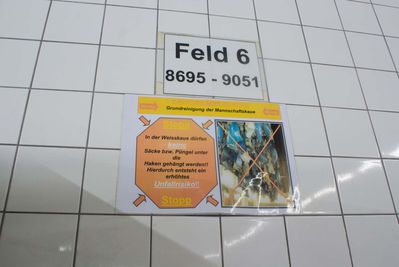 Feld 6
8695 - 9051
Grundreinigung der Mannschaftskaue
Stopp
In der Weisskaue dürfen
keine
Säcke bzw. Püngel unter
die
Haken gehängt werden!!
Hierdurch entsteht ein
erhöhtes
Unfallrisiko!!
Stopp